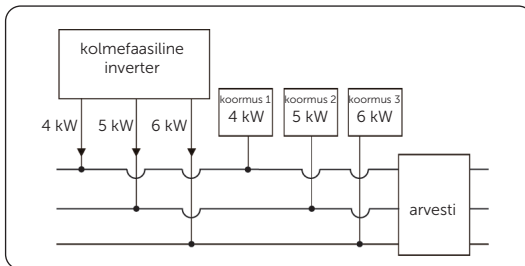 kolmefaasiline
inverter
koormus 1
4 kW
koormus 2
5 kW
koormus 3
6 kW
4 kW
5 kW
6 kW
arvesti